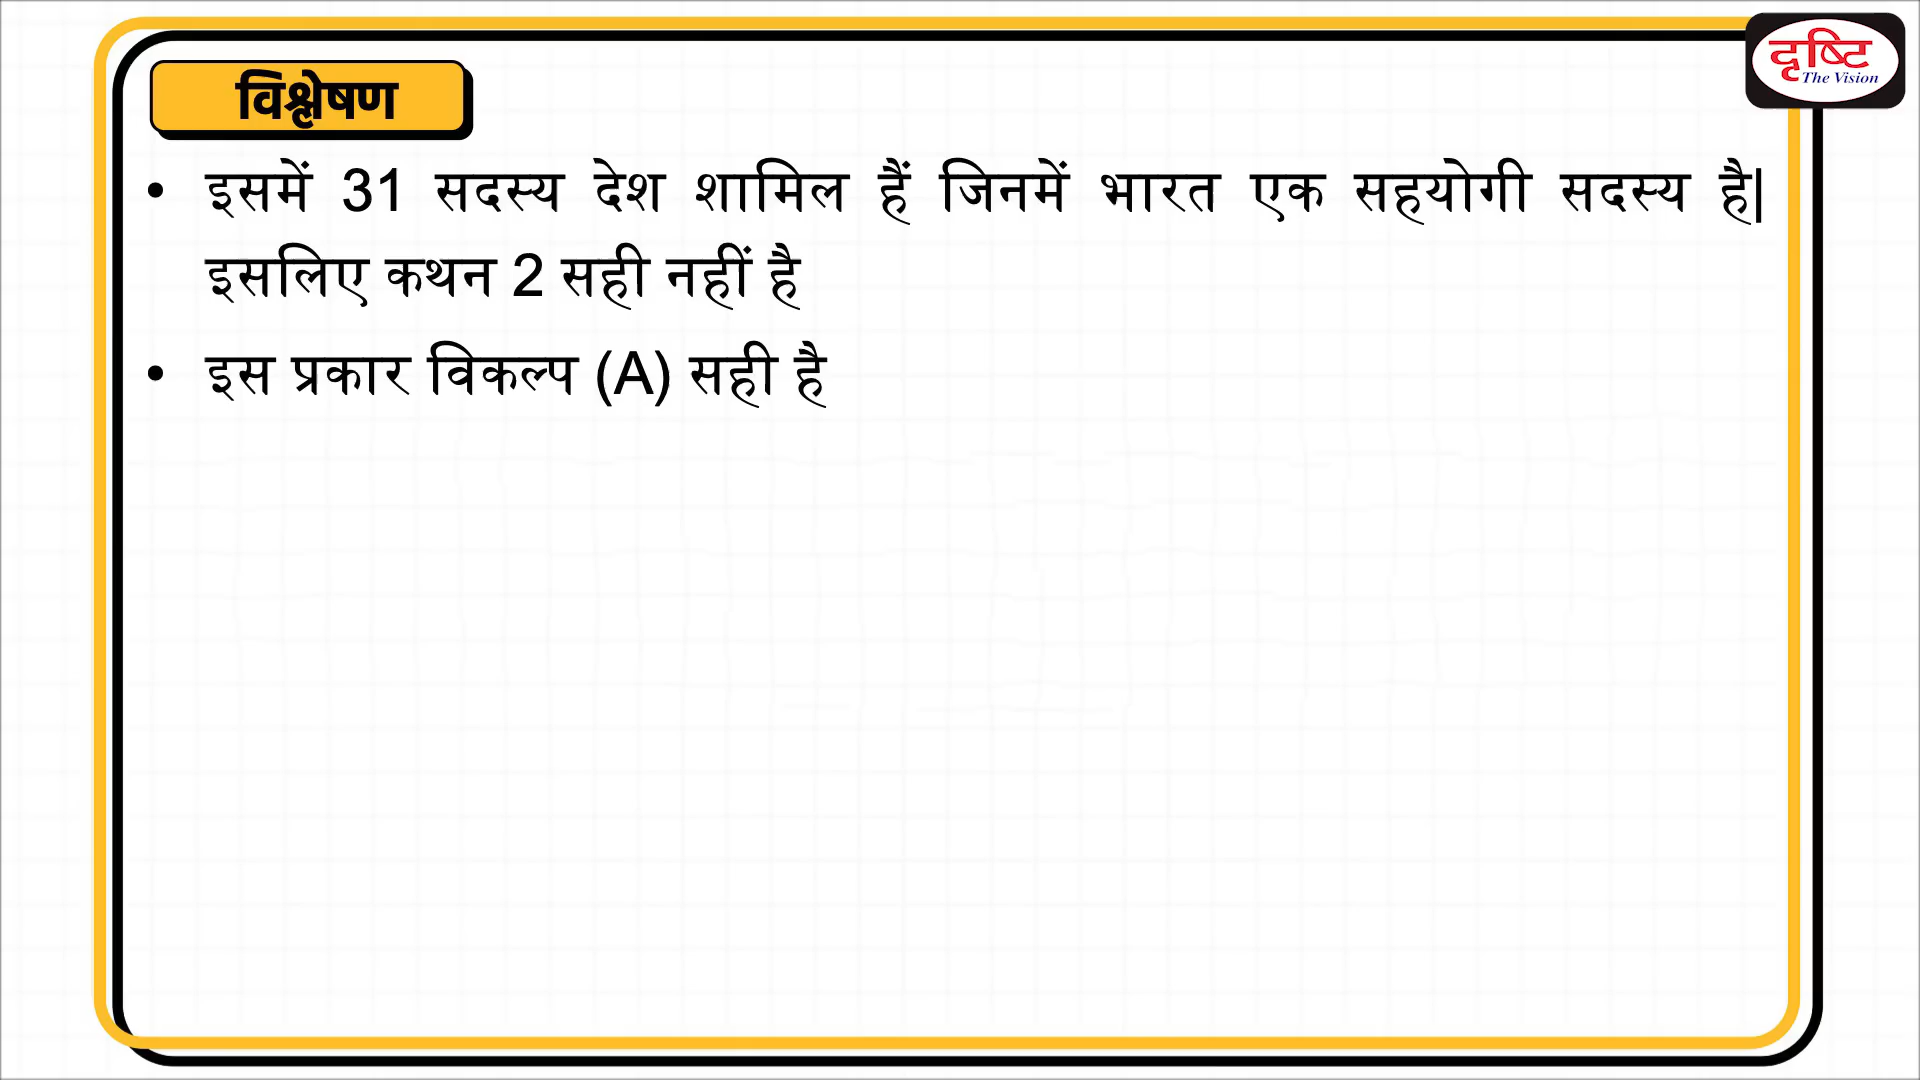 दृष्टि
The Vision
विश्लेषण
• इसमें 31 सदस्य देश शामिल हैं जिनमें भारत एक सहयोगी सदस्य है|
इसलिए कथन 2 सही नहीं है
• इस प्रकार विकल्प (A) सही है